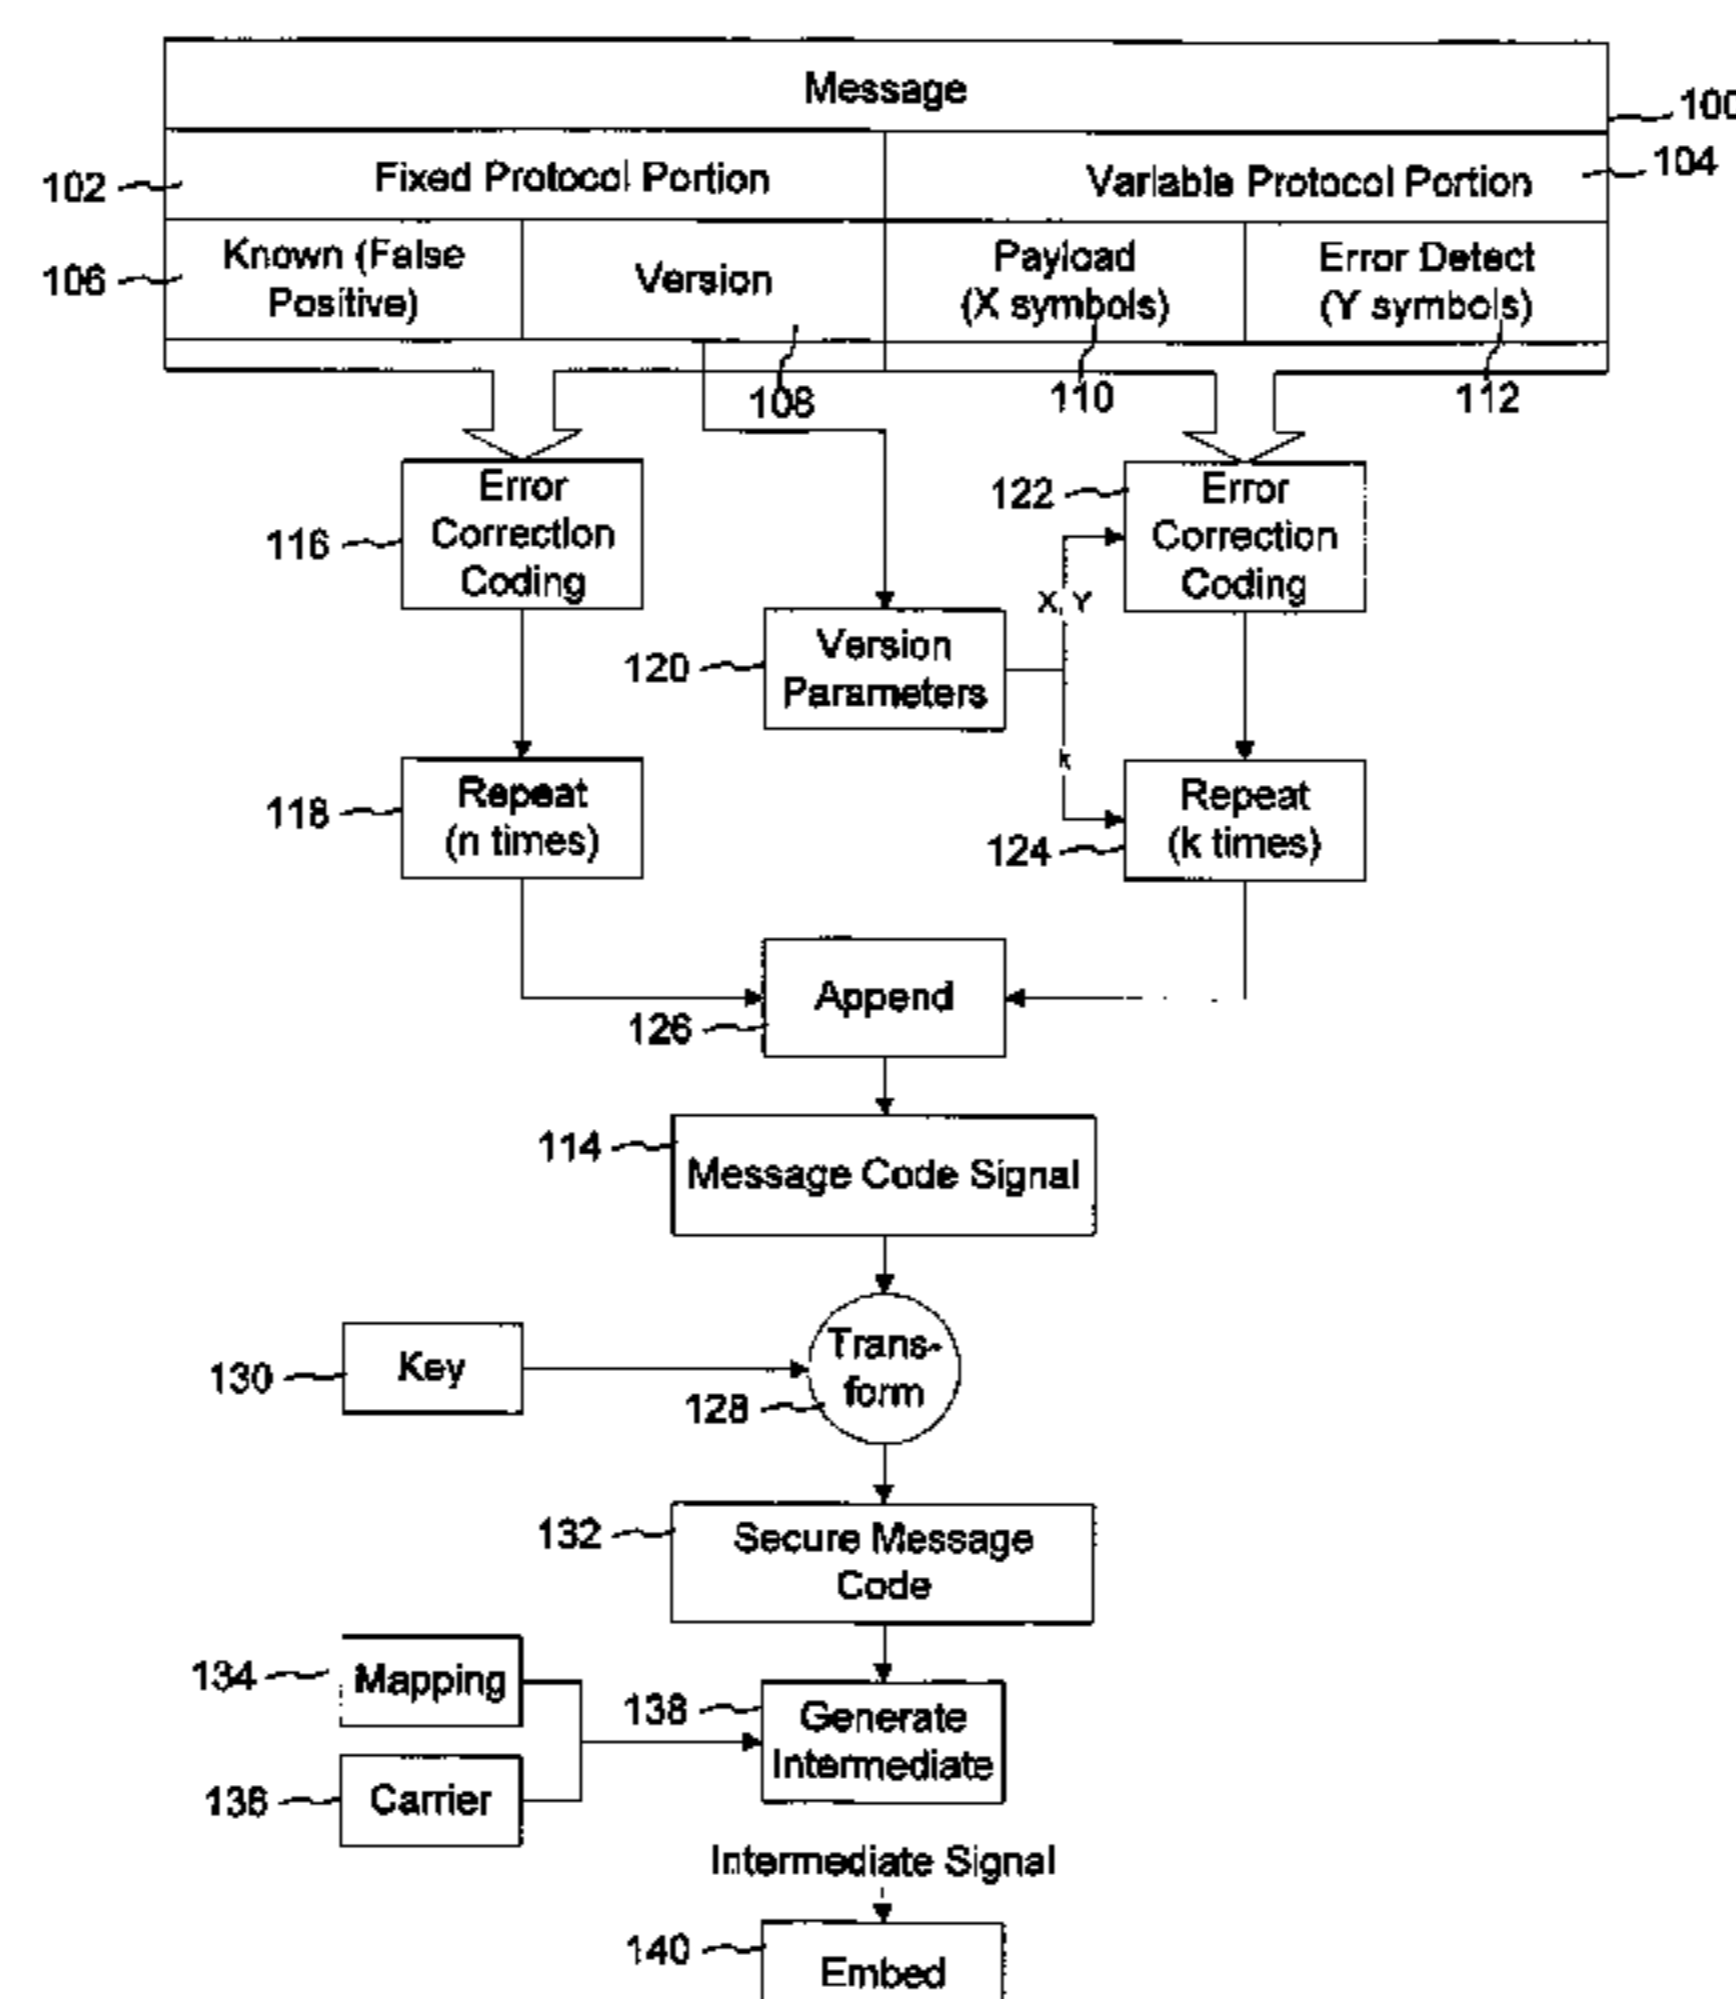 Message
100
102
Fixed Protocol Portion
Variable Protocol Portion
104
106
Known (False
Positive)
Version
Payload
(X symbols)
Error Detect
(Y symbols)
108
110
112
116
Error
Correction
Coding
122
Error
Correction
Coding
X, Y
120
Version
Parameters
k
118
Repeat
(n times)
124
Repeat
(k times)
Append
126
114
Message Code Signal
130
Key
Trans-
form
128
132
Secure Message
Code
134
Mapping
138
Generate
Intermediate
136
Carrier
Intermediate Signal
140
Embed